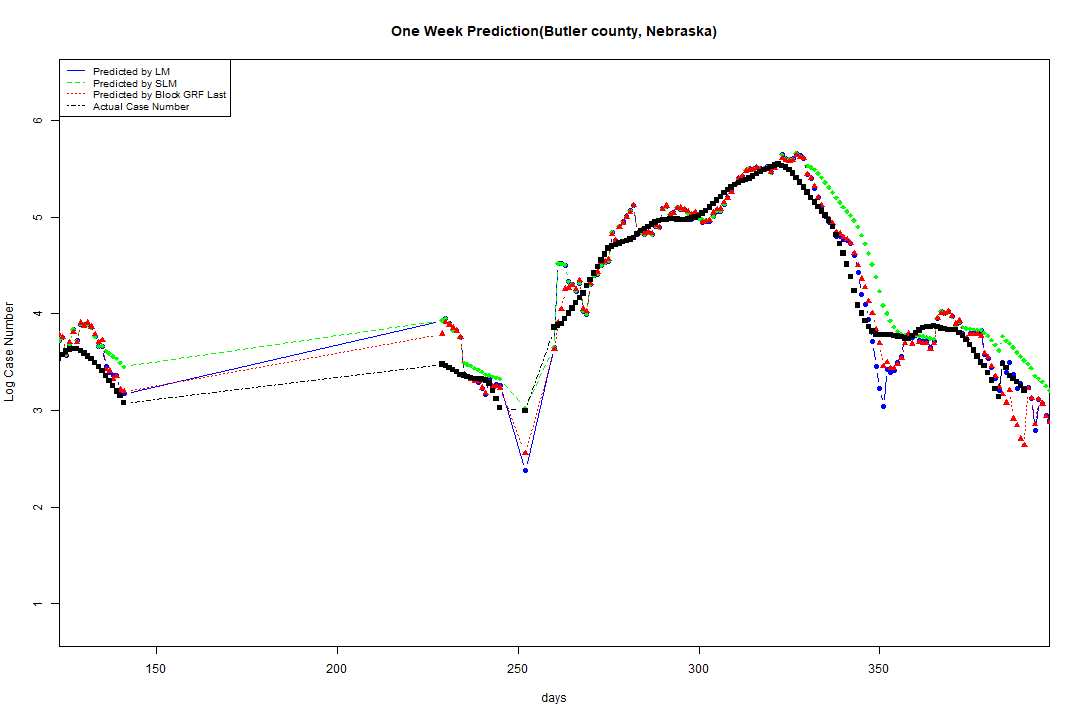 One Week Prediction(Butler county, Nebraska)
Predicted by LM
Predicted by SLM
Predicted by Block GRF Last
Actual Case Number
6
5
4
3
2
1
Log Case Number
150 200 250 300 350
days